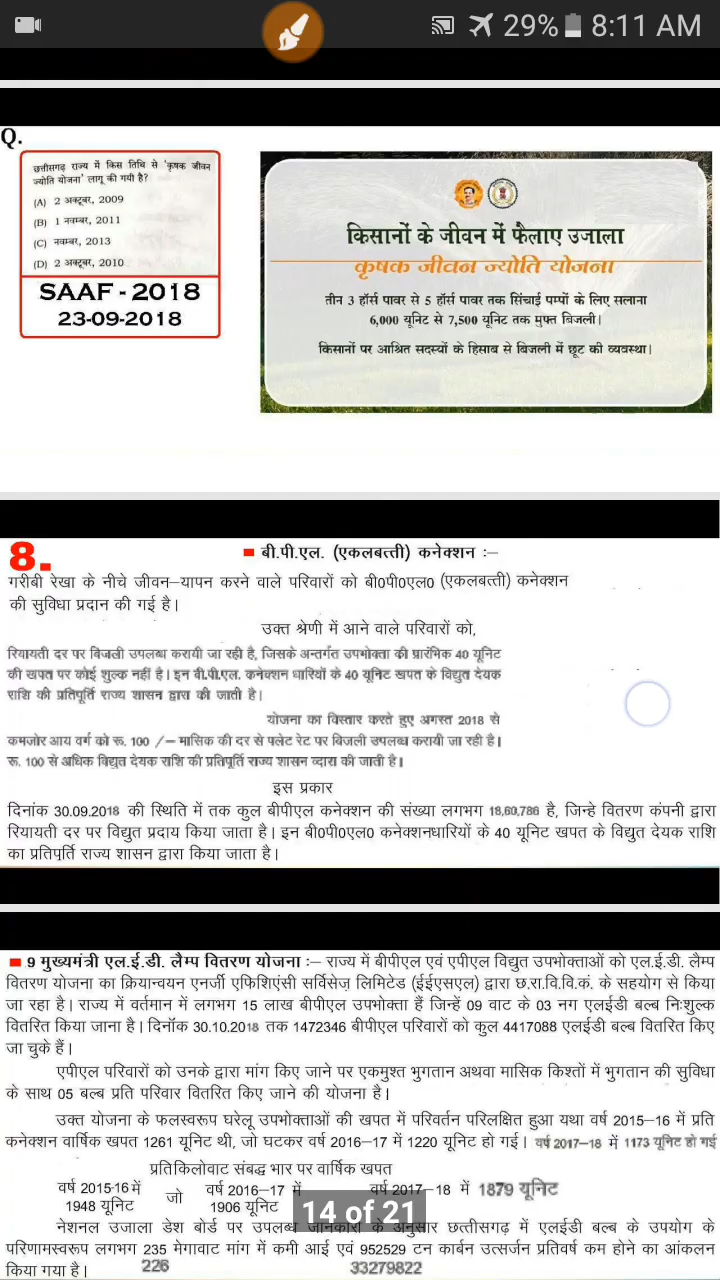 29% 8:11 AM
Q.
छत्तीसगढ़ राज्य में किस तिथि से 'कृषक जीवन
ज्योति योजना' लागू की गयी है?
(A) 2 अक्टूबर, 2009
(B) 1 नवम्बर, 2011
(C) नवम्बर, 2013
(D) 2 अक्टूबर, 2010
SAAF - 2018
23-09-2018
किसानों के जीवन में फैलाए उजाला
कृषक जीवन ज्योति योजना
तीन 3 हॉर्स पावर से 5 हॉर्स पावर तक सिंचाई पम्पों के लिए सलाना
6,000 यूनिट से 7,500 यूनिट तक मुफ्त बिजली।
किसानों पर आश्रित सदस्यों के हिसाब से बिजली में छूट की व्यवस्था।
8.
बी.पी.एल. (एकलबत्ती) कनेक्शन :–
गरीबी रेखा के नीचे जीवन–यापन करने वाले परिवारों को बी0पी0एल0 (एकलबत्ती) कनेक्शन
की सुविधा प्रदान की गई है।
उक्त श्रेणी में आने वाले परिवारों को,
रियायती दर पर बिजली उपलब्ध करायी जा रही है, जिसके अन्तर्गत उपभोक्ता की प्रारंभिक 40 यूनिट
की खपत पर कोई शुल्क नहीं है। इन बी.पी.एल. कनेक्शन धारियों के 40 यूनिट खपत के विद्युत देयक
राशि की प्रतिपूर्ति राज्य शासन द्वारा की जाती है।
योजना का विस्तार करते हुए अगस्त 2018 से
कमजोर आय वर्ग को रू. 100 /– मासिक की दर से फ्लेट रेट पर बिजली उपलब्ध करायी जा रही है।
रू. 100 से अधिक विद्युत देयक राशि की प्रतिपूर्ति राज्य शासन व्दारा की जाती है।
इस प्रकार
दिनांक 30.09.2018 की स्थिति में तक कुल बीपीएल कनेक्शन की संख्या लगभग 18,60,786 है, जिन्हे वितरण कंपनी द्वारा
रियायती दर पर विद्युत प्रदाय किया जाता है। इन बी0पी0एल0 कनेक्शनधारियों के 40 यूनिट खपत के विद्युत देयक राशि
का प्रतिपूर्ति राज्य शासन द्वारा किया जाता है।
9 मुख्यमंत्री एल.ई.डी. लैम्प वितरण योजना :– राज्य में बीपीएल एवं एपीएल विद्युत उपभोक्ताओं को एल.ई.डी. लैम्प
वितरण योजना का क्रियान्वयन एनर्जी एफिशिएंसी सर्विसेज़ लिमिटेड (ईईएसएल) द्वारा छ.रा.वि.वि.कं. के सहयोग से किया
जा रहा है। राज्य में वर्तमान में लगभग 15 लाख बीपीएल उपभोक्ता हैं जिन्हें 09 वाट के 03 नग एलईडी बल्ब निःशुल्क
वितरित किया जाना है। दिनॉक 30.10.2018 तक 1472346 बीपीएल परिवारों को कुल 4417088 एलईडी बल्ब वितरित किए
जा चुके हैं।
एपीएल परिवारों को उनके द्वारा मांग किए जाने पर एकमुश्त भुगतान अथवा मासिक किश्तों में भुगतान की सुविधा
के साथ 05 बल्ब प्रति परिवार वितरित किए जाने की योजना है।
उक्त योजना के फलस्वरूप घरेलू उपभोक्ताओं की खपत में परिवर्तन परिलक्षित हुआ यथा वर्ष 2015–16 में प्रति
कनेक्शन वार्षिक खपत 1261 यूनिट थी, जो घटकर वर्ष 2016–17 में 1220 यूनिट हो गई। वर्ष 2017–18 में 1173 यूनिट हो गई
प्रतिकिलोवाट संबद्ध भार पर वार्षिक खपत
वर्ष 2015-16 में जो वर्ष 2016–17 में वर्ष 2017–18 में 1879 यूनिट
1948 यूनिट 1906 यूनिट
14 of 21
नेशनल उजाला डेश बोर्ड पर उपलब्ध जानकारी के अनुसार छत्तीसगढ़ में एलईडी बल्ब के उपयोग के
परिणामस्वरूप लगभग 235 मेगावाट मांग में कमी आई एवं 952529 टन कार्बन उत्सर्जन प्रतिवर्ष कम होने का आंकलन
किया गया है। 226 33279822